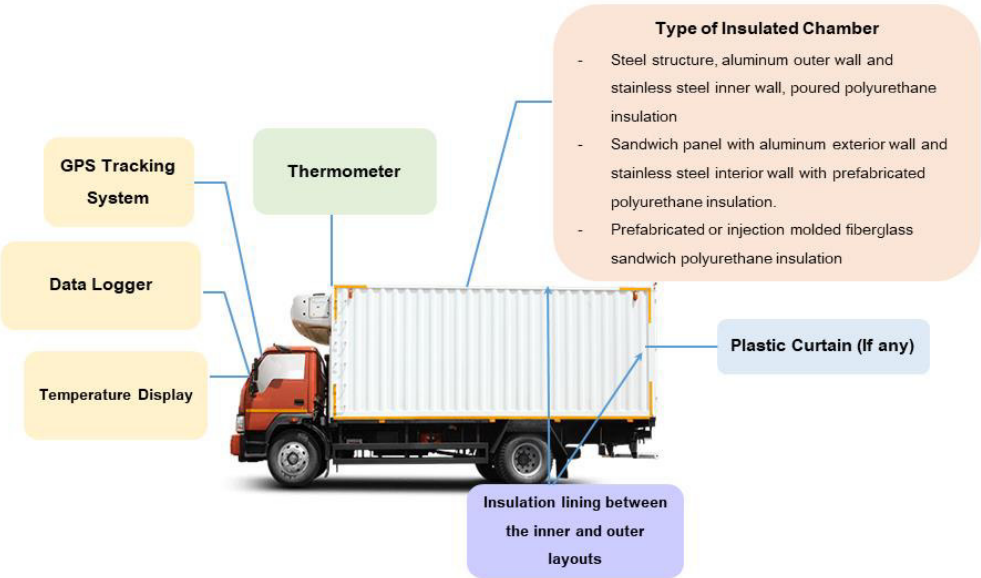 Type of Insulated Chamber
- Steel structure, aluminum outer wall and
stainless steel inner wall, poured polyurethane
insulation
- Sandwich panel with aluminum exterior wall and
stainless steel interior wall with prefabricated
polyurethane insulation.
- Prefabricated or injection molded fiberglass
sandwich polyurethane insulation
GPS Tracking
System
Thermometer
Data Logger
Plastic Curtain (If any)
Temperature Display
Insulation lining between
the inner and outer
layouts